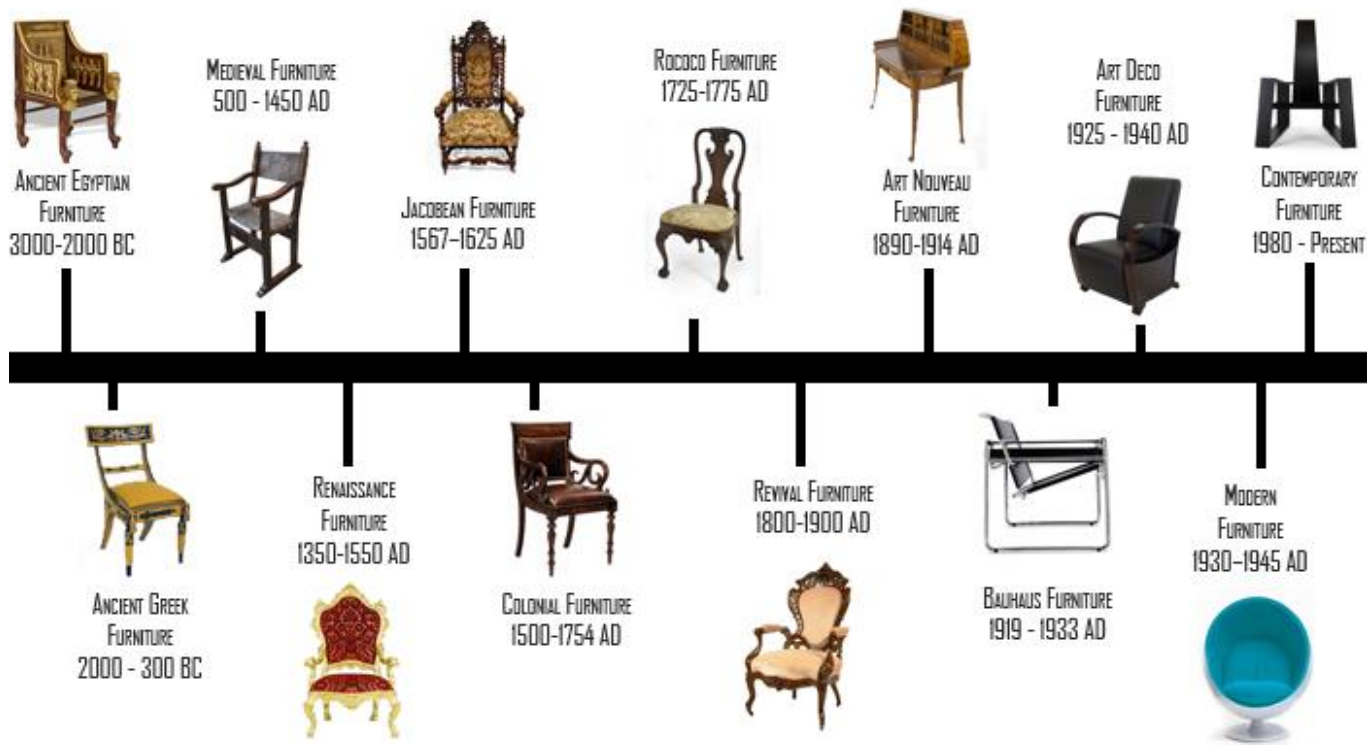 Ancient Egyptian
Furniture
3000-2000 BC
Medieval Furniture
500 - 1450 AD
Jacobean Furniture
1567–1625 AD
Rococo Furniture
1725-1775 AD
Art Nouveau
Furniture
1890-1914 AD
Art Deco
Furniture
1925 - 1940 AD
Contemporary
Furniture
1980 - Present
Ancient Greek
Furniture
2000 - 300 BC
Renaissance
Furniture
1350-1550 AD
Colonial Furniture
1500-1754 AD
Revival Furniture
1800-1900 AD
Bauhaus Furniture
1919 - 1933 AD
Modern
Furniture
1930–1945 AD